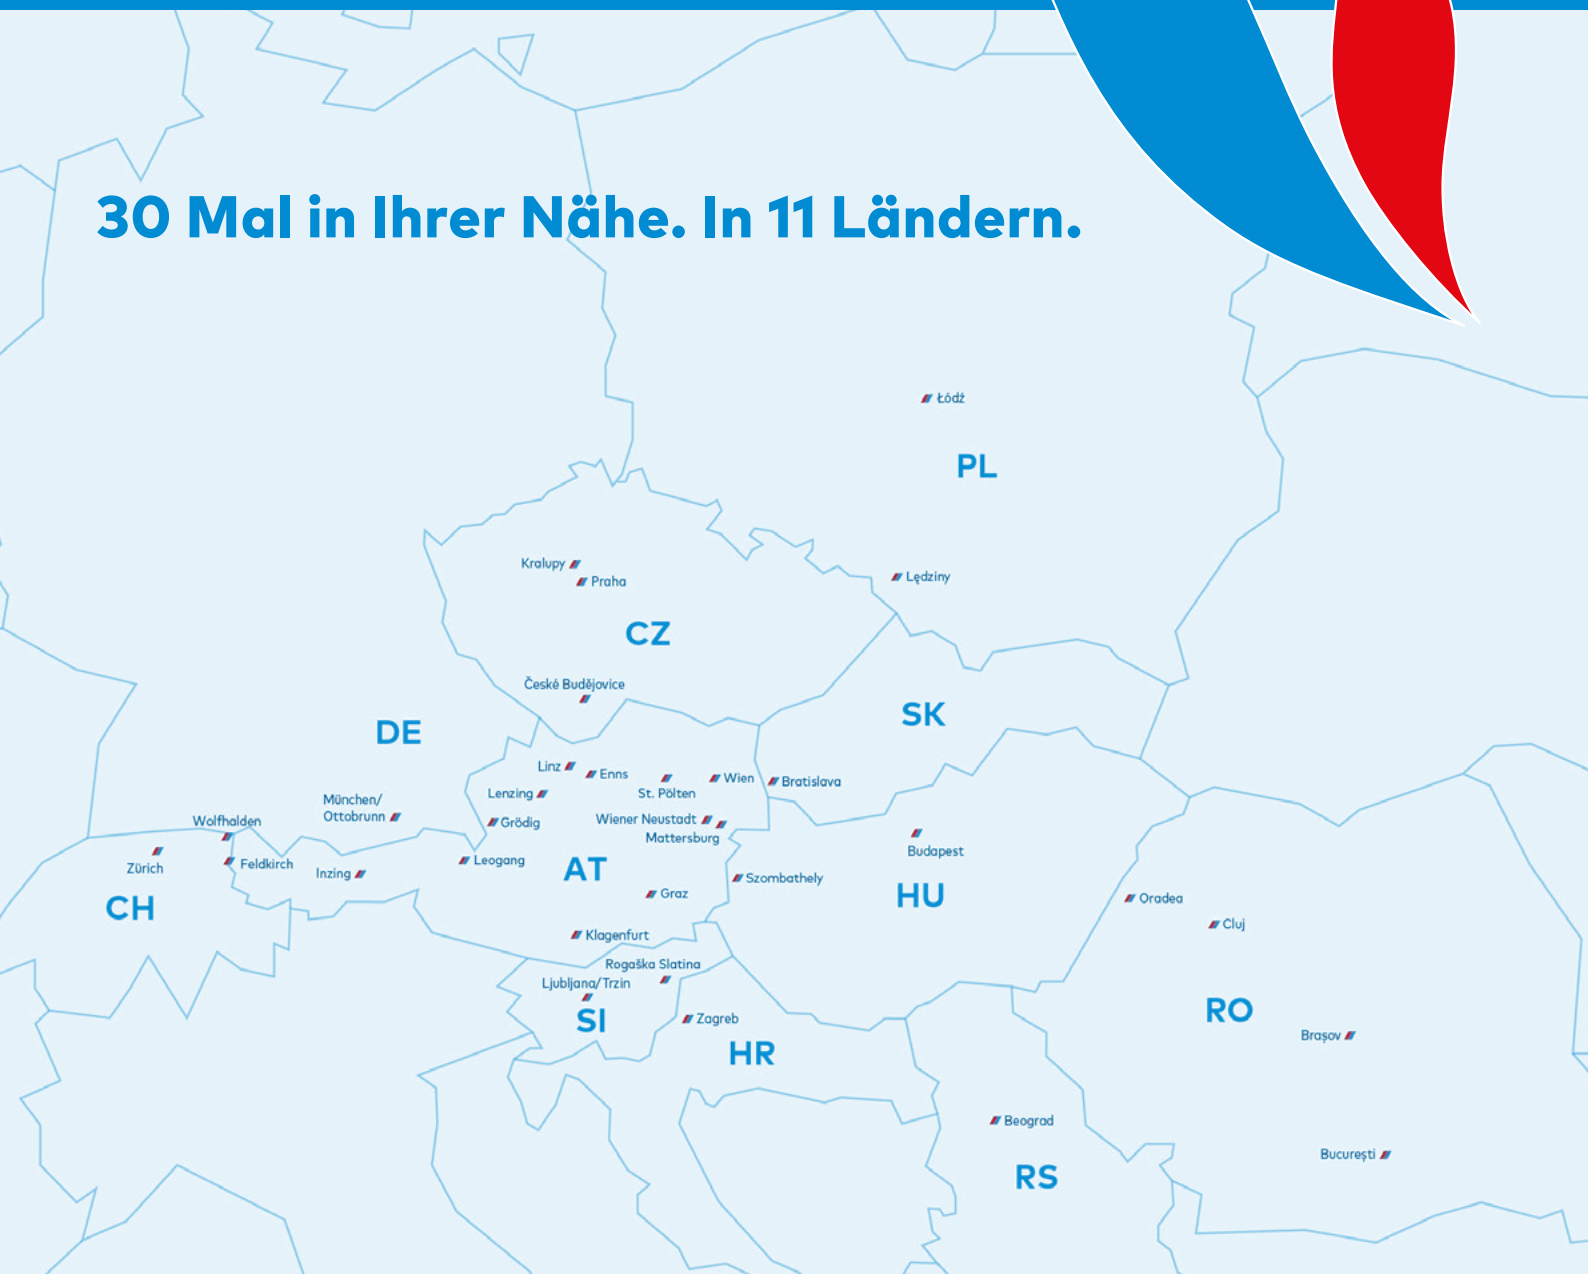 30 Mal in Ihrer Nähe. In 11 Ländern.
Łódź
PL
Kralupy
Praha
Lędziny
CZ
České Budějovice
SK
DE
Linz
Enns
Wien
Bratislava
Lenzing
St. Pölten
München/
Ottobrunn
Wolfhalden
Grödig
Wiener Neustadt
Mattersburg
Budapest
Zürich
Feldkirch
Inzing
Leogang
AT
Szombathely
HU
CH
Graz
Oradea
Cluj
Klagenfurt
Rogaška Slatina
Ljubljana/Trzin
SI
Zagreb
HR
RO
Brașov
Beograd
București
RS